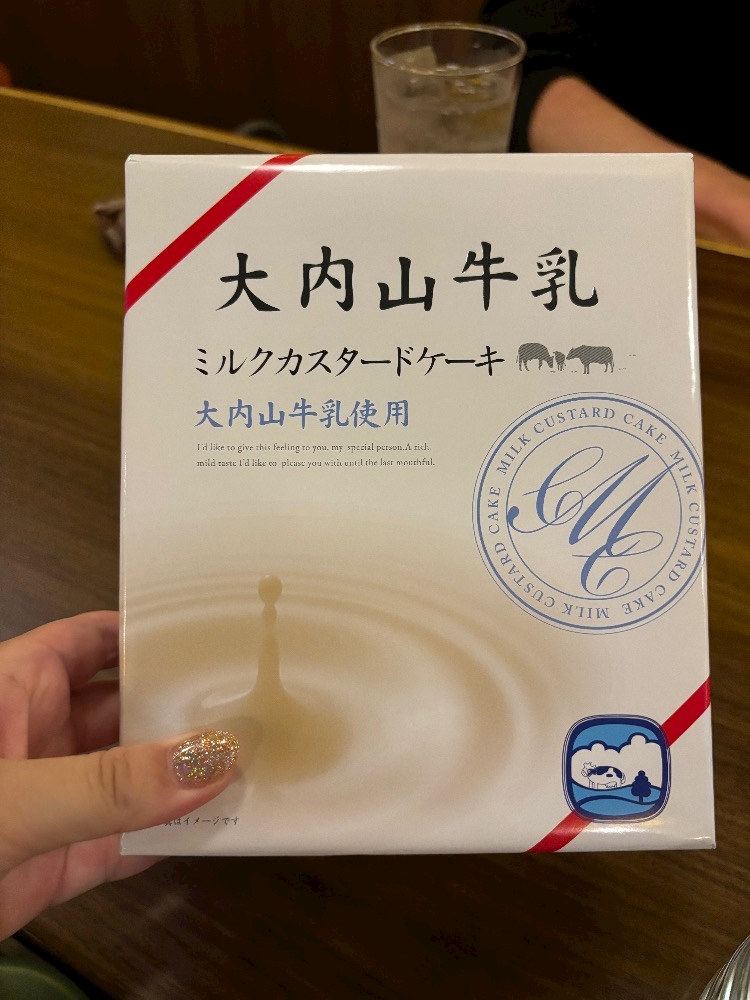 大内山牛乳
ミルクカスタードケーキ
大内山牛乳使用
I'd like to give this feeling to you, my special person.A rich,
mild taste I'd like to please you with until the last mouthful.
MILK CUSTARD CAKE MILK CUSTARD CAKE MILK CUSTARD CAKE
MC
はイメージです